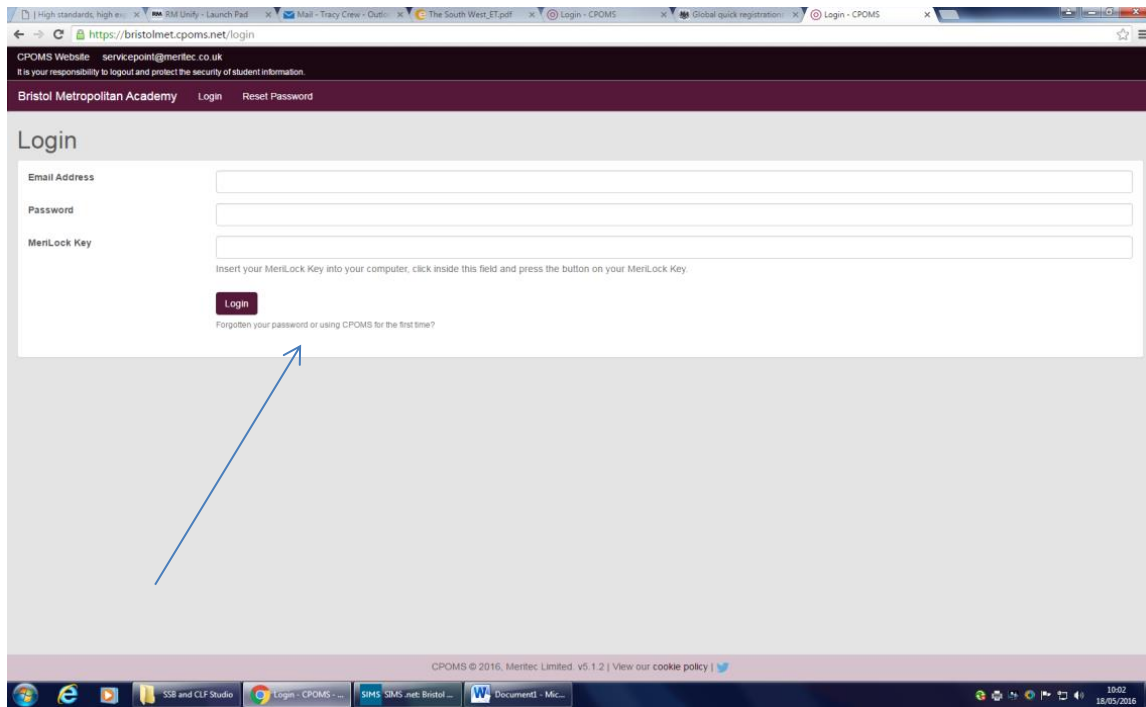 | High standards, high ex
RM Unify - Launch Pad
Mail - Tracy Crew - Outlo
The South West_ET.pdf
Login - CPOMS
Global quick registration
Login - CPOMS
https://bristolmet.cpoms.net/login
CPOMS Website servicepoint@meritec.co.uk
It is your responsibility to logout and protect the security of student information.
Bristol Metropolitan Academy Login Reset Password
Login
Email Address
Password
MeriLock Key
Insert your MeriLock Key into your computer, click inside this field and press the button on your MeriLock Key.
Login
Forgotten your password or using CPOMS for the first time?
CPOMS © 2016, Meritec Limited. v5.1.2 | View our cookie policy |
SSB and CLF Studio
Login - CPOMS - ...
SIMS SIMS .net: Bristol ...
Document1 - Mic...
10:02
18/05/2016